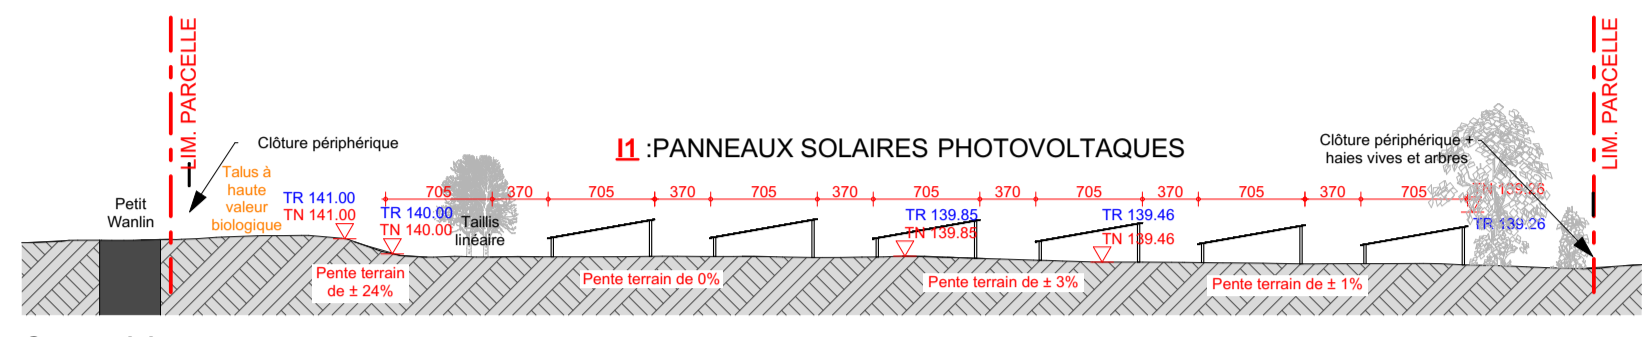 LIM. PARCELLE
LIM. PARCELLE
Clôture périphérique
I1 :PANNEAUX SOLAIRES PHOTOVOLTAQUES
Clôture périphérique +
haies vives et arbres
Talus à
haute
valeur
biologique
TR 141.00
TN 141.00
Petit
Wanlin
705
370
705
370
705
370
705
370
705
370
705
370
705
TR 140.00
TN 140.00
Taillis
linéaire
TR 139.85
TN 139.85
TR 139.46
TN 139.46
TN 139.26
TR 139.26
Pente terrain
de ± 24%
Pente terrain de 0%
Pente terrain de ± 3%
Pente terrain de ± 1%